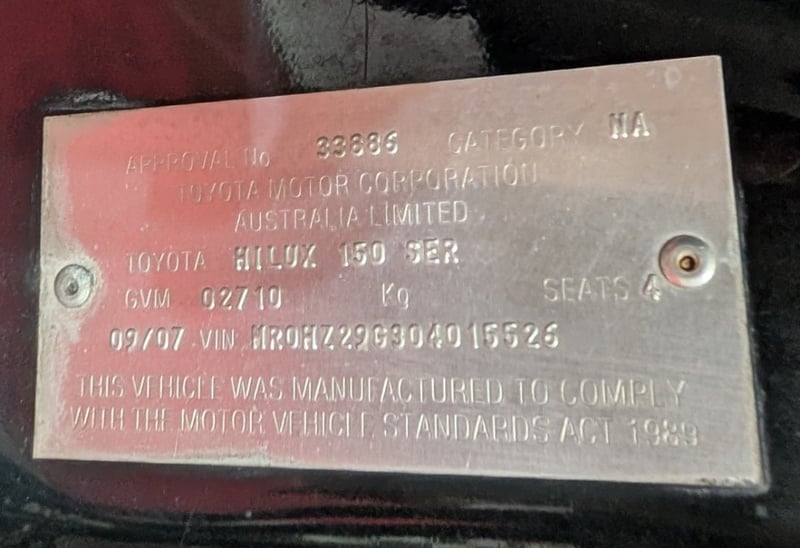 APPROVAL No 33886 CATEGORY NA
TOYOTA MOTOR CORPORATION
AUSTRALIA LIMITED
TOYOTA HILUX 150 SER
GVM 02710 Kg SEATS 4
09/07 VIN MR0HZ29G304015526
THIS VEHICLE WAS MANUFACTURED TO COMPLY
WITH THE MOTOR VEHICLE STANDARDS ACT 1989